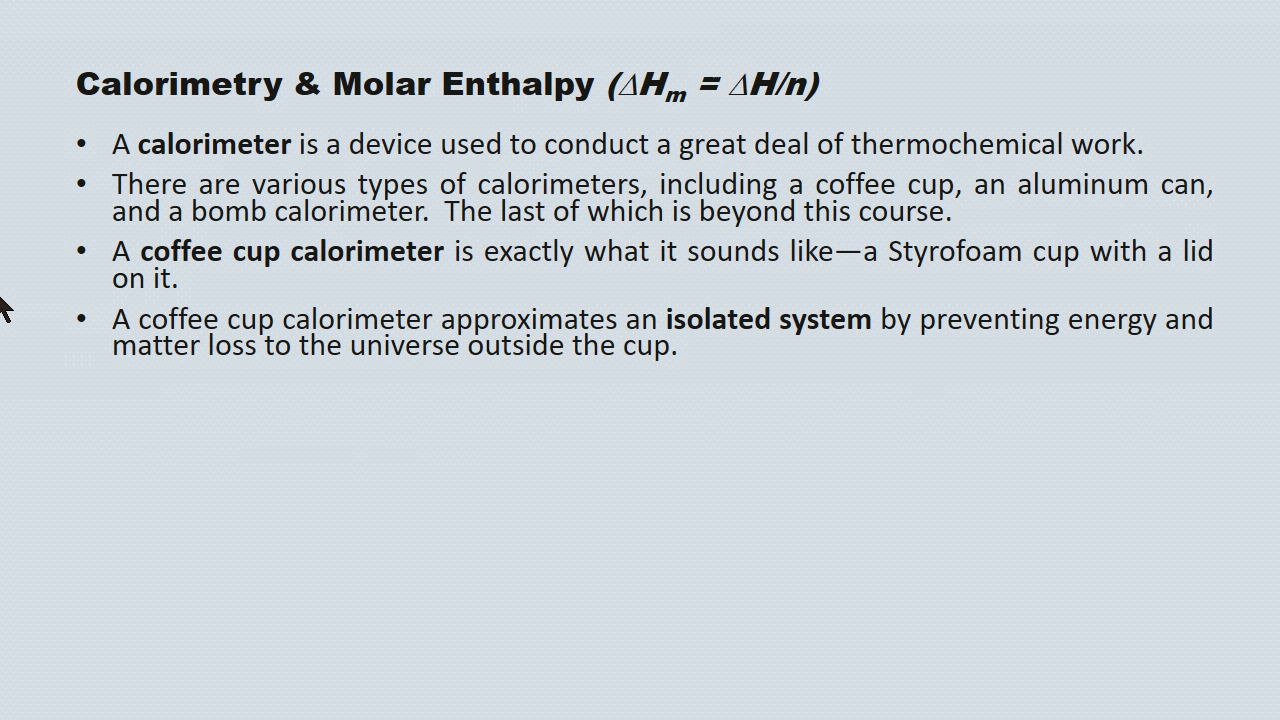 Calorimetry & Molar Enthalpy (ΔHm = ΔH/n)
• A calorimeter is a device used to conduct a great deal of thermochemical work.
• There are various types of calorimeters, including a coffee cup, an aluminum can,
and a bomb calorimeter.  The last of which is beyond this course.
• A coffee cup calorimeter is exactly what it sounds like—a Styrofoam cup with a lid
on it.
• A coffee cup calorimeter approximates an isolated system by preventing energy and
matter loss to the universe outside the cup.